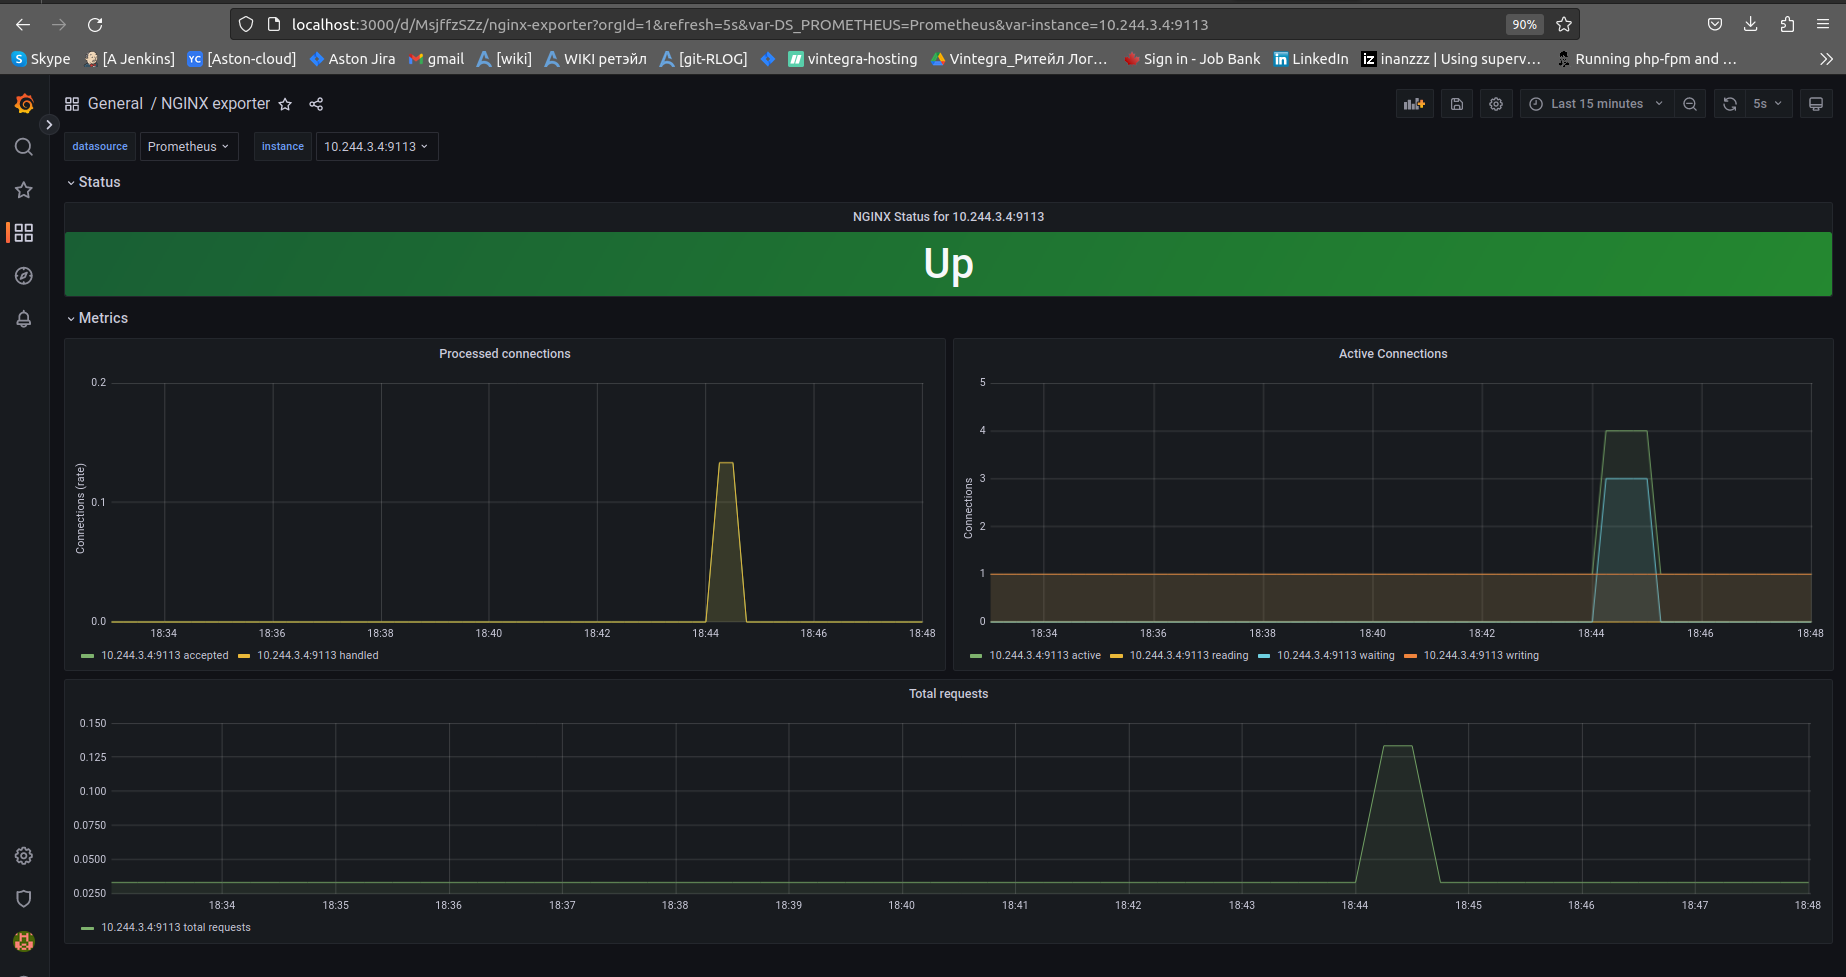 localhost:3000/d/MsjffzSZz/nginx-exporter?orgId=1&refresh=5s&var-DS_PROMETHEUS=Prometheus&var-instance=10.244.3.4:9113 90%
Skype [A Jenkins] YC [Aston-cloud] Aston Jira gmail [wiki] WIKI ретэйл [git-RLOG] vintegra-hosting Vintegra_Ритейл Лог… Sign in - Job Bank LinkedIn iz inanzzz | Using superv… Running php-fpm and …
General / NGINX exporter Last 15 minutes 5s
datasource Prometheus instance 10.244.3.4:9113
Status
NGINX Status for 10.244.3.4:9113
Up
Metrics
Processed connections
0.2
0.1
0.0
Connections (rate)
18:34 18:36 18:38 18:40 18:42 18:44 18:46 18:48
10.244.3.4:9113 accepted 10.244.3.4:9113 handled
Active Connections
5
4
3
2
1
0
Connections
18:34 18:36 18:38 18:40 18:42 18:44 18:46 18:48
10.244.3.4:9113 active 10.244.3.4:9113 reading 10.244.3.4:9113 waiting 10.244.3.4:9113 writing
Total requests
0.150
0.125
0.100
0.0750
0.0500
0.0250
18:34 18:35 18:36 18:37 18:38 18:39 18:40 18:41 18:42 18:43 18:44 18:45 18:46 18:47 18:48
10.244.3.4:9113 total requests